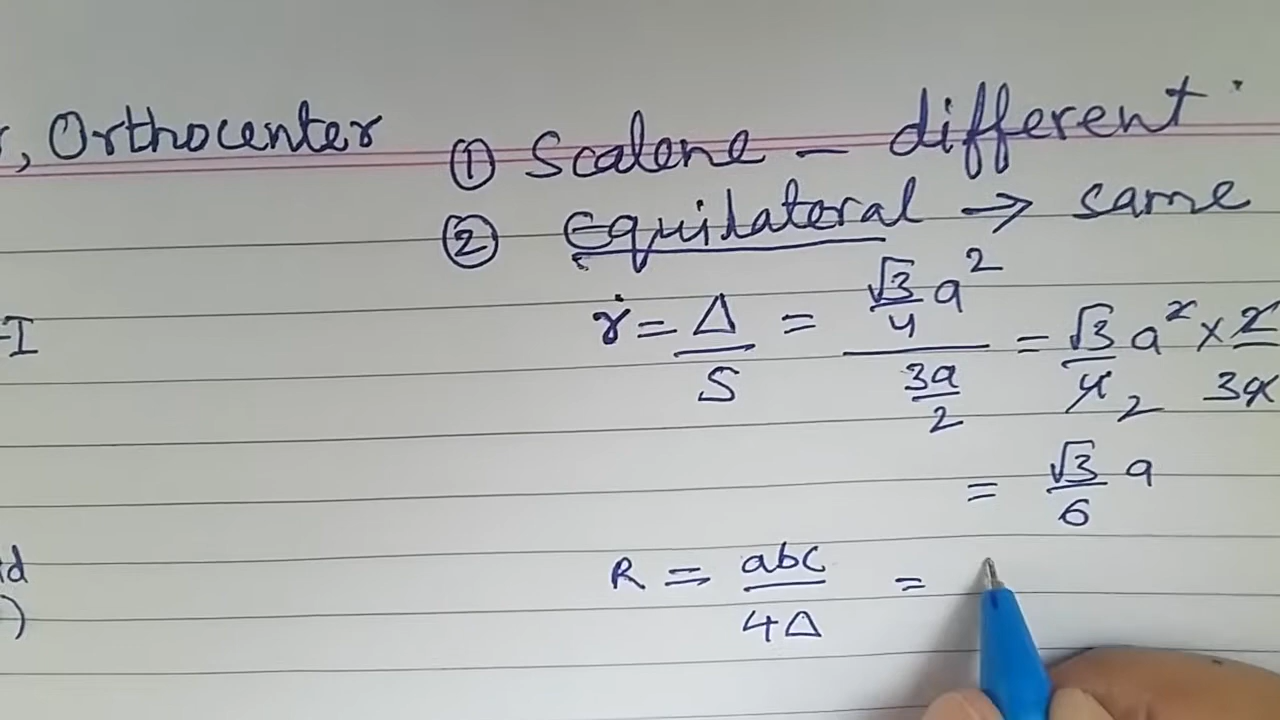 , Orthocenter
① Scalene – different
② Equilateral → same
r = Δ/S = (√3/4 a²)/(3a/2) = √3/4 a² × 2/3a
2
-I
= √3/6 a
R = abc/4Δ =
)